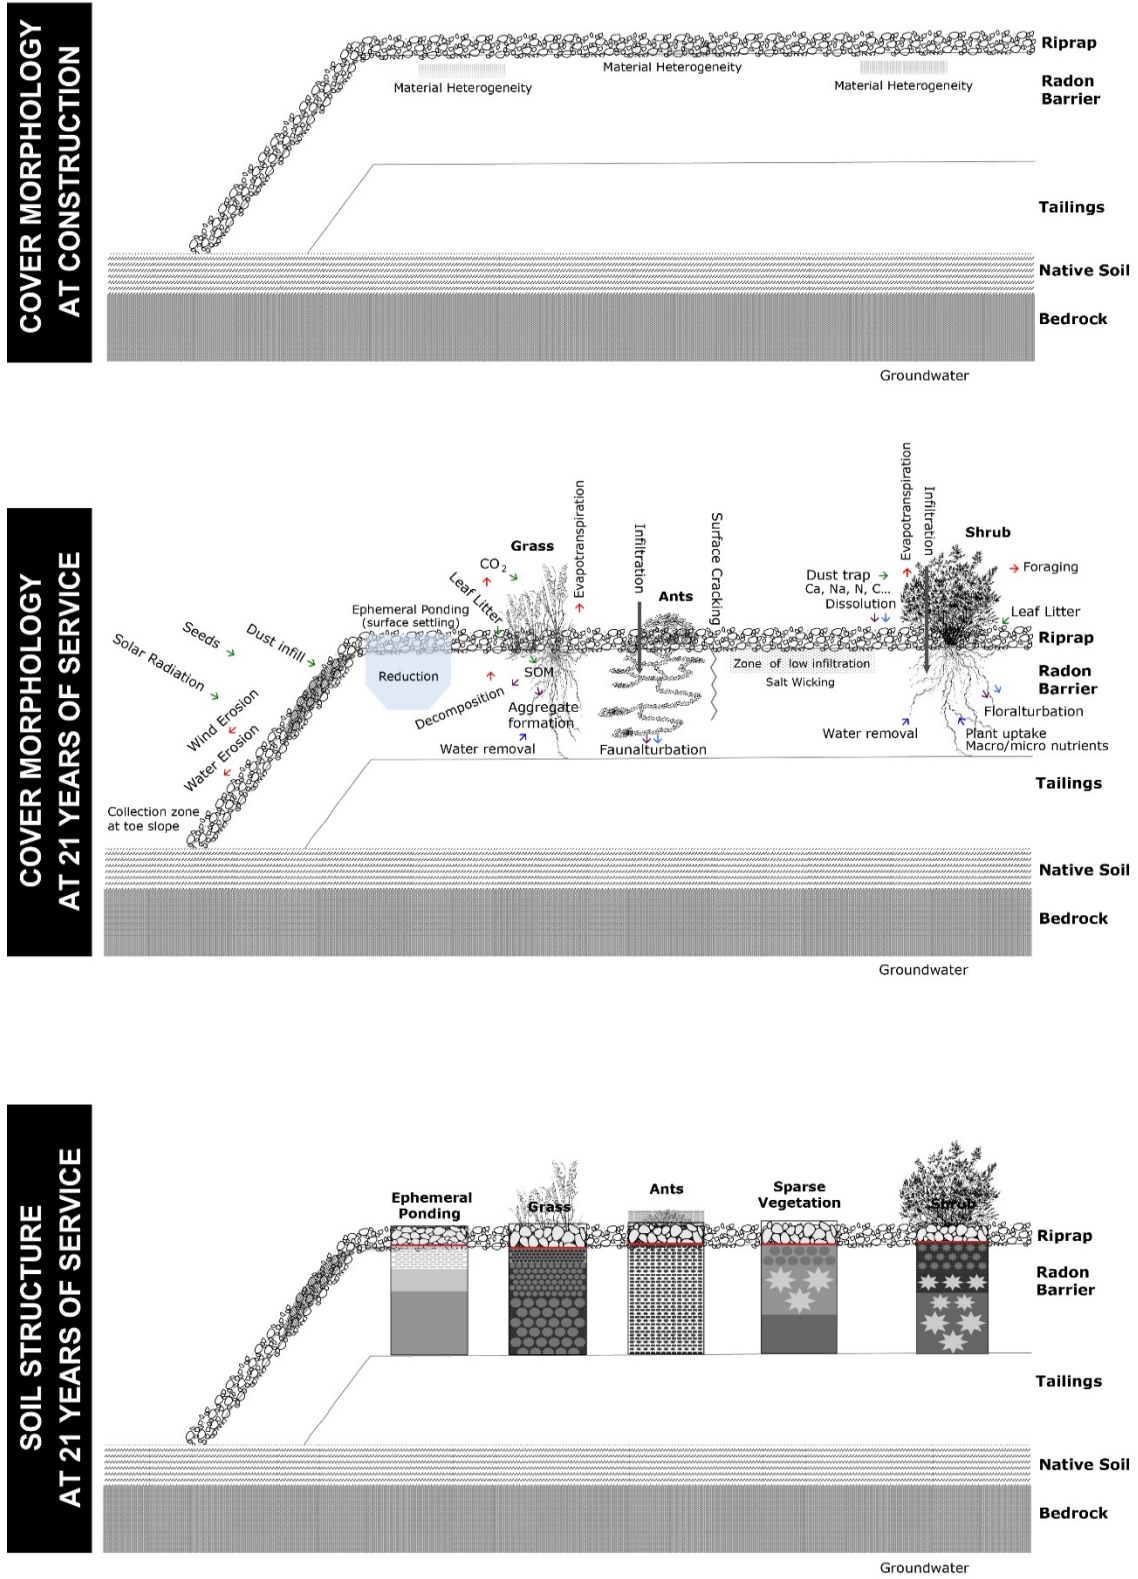 COVER MORPHOLOGY
AT CONSTRUCTION
Riprap
Material Heterogeneity
Material Heterogeneity
Material Heterogeneity
Radon
Barrier
Tailings
Native Soil
Bedrock
Groundwater
COVER MORPHOLOGY
AT 21 YEARS OF SERVICE
Seeds
Solar Radiation
Dust infill
Wind Erosion
Water Erosion
Collection zone
at toe slope
Ephemeral Ponding
(surface settling)
Reduction
CO2
Leaf Litter
Grass
Evapotranspiration
SOM
Decomposition
Aggregate
formation
Water removal
Infiltration
Ants
Faunalturbation
Surface Cracking
Zone of low infiltration
Salt Wicking
Dust trap
Ca, Na, N, C...
Dissolution
Evapotranspiration
Infiltration
Shrub
Foraging
Leaf Litter
Riprap
Radon
Barrier
Floralturbation
Water removal
Plant uptake
Macro/micro nutrients
Tailings
Native Soil
Bedrock
Groundwater
SOIL STRUCTURE
AT 21 YEARS OF SERVICE
Ephemeral
Ponding
Grass
Ants
Sparse
Vegetation
Shrub
Riprap
Radon
Barrier
Tailings
Native Soil
Bedrock
Groundwater